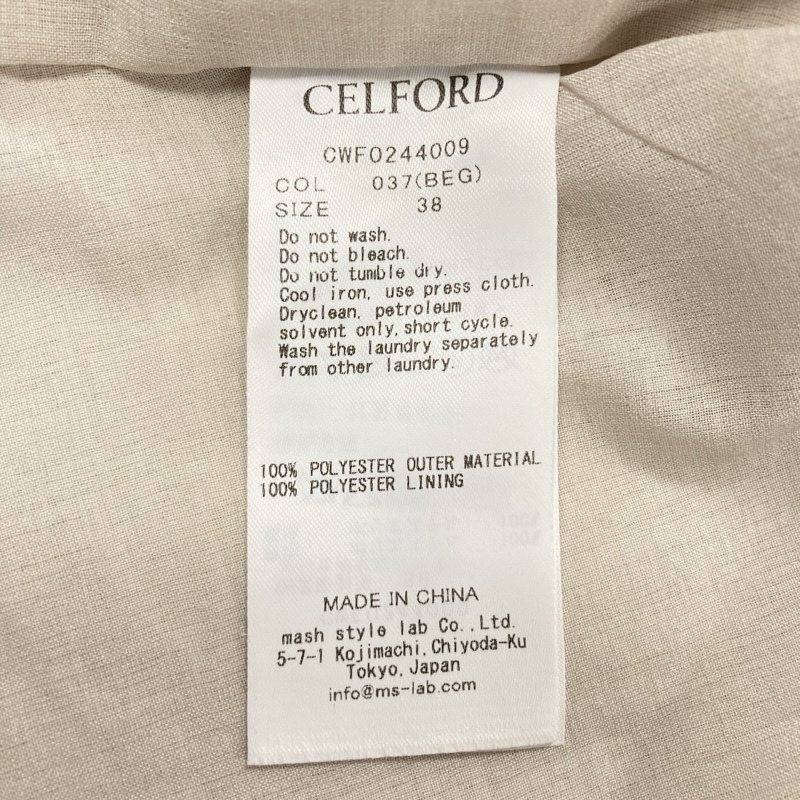 CELFORD
CWFO244009
COL 037(BEG)
SIZE 38
Do not wash.
Do not bleach.
Do not tumble dry.
Cool iron, use press cloth.
Dryclean, petroleum
solvent only, short cycle.
Wash the laundry separately
from other laundry.
100% POLYESTER OUTER MATERIAL
100% POLYESTER LINING
MADE IN CHINA
mash style lab Co., Ltd.
5-7-1 Kojimachi, Chiyoda-Ku
Tokyo, Japan
info@ms-lab.com